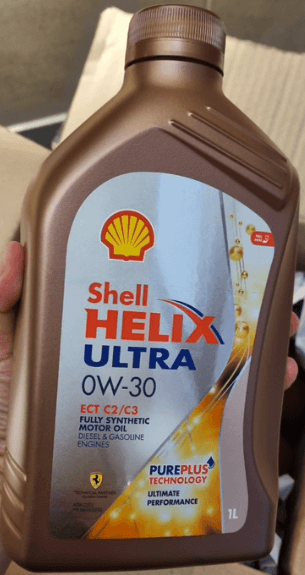 Shell
HELIX
ULTRA
0W-30
ECT C2/C3
FULLY SYNTHETIC
MOTOR OIL
DIESEL & GASOLINE
ENGINES
PUREPLUS
TECHNOLOGY
ULTIMATE
PERFORMANCE
1L